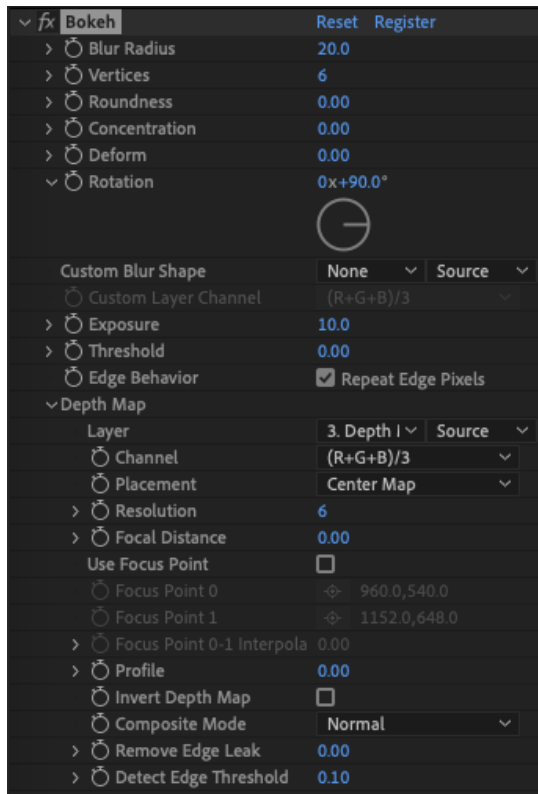 fx Bokeh Reset Register
Blur Radius 20.0
Vertices 6
Roundness 0.00
Concentration 0.00
Deform 0.00
Rotation 0x+90.0°
Custom Blur Shape None Source
Custom Layer Channel (R+G+B)/3
Exposure 10.0
Threshold 0.00
Edge Behavior Repeat Edge Pixels
Depth Map
Layer 3. Depth Source
Channel (R+G+B)/3
Placement Center Map
Resolution 6
Focal Distance 0.00
Use Focus Point
Focus Point 0 960.0,540.0
Focus Point 1 1152.0,648.0
Focus Point 0-1 Interpola 0.00
Profile 0.00
Invert Depth Map
Composite Mode Normal
Remove Edge Leak 0.00
Detect Edge Threshold 0.10